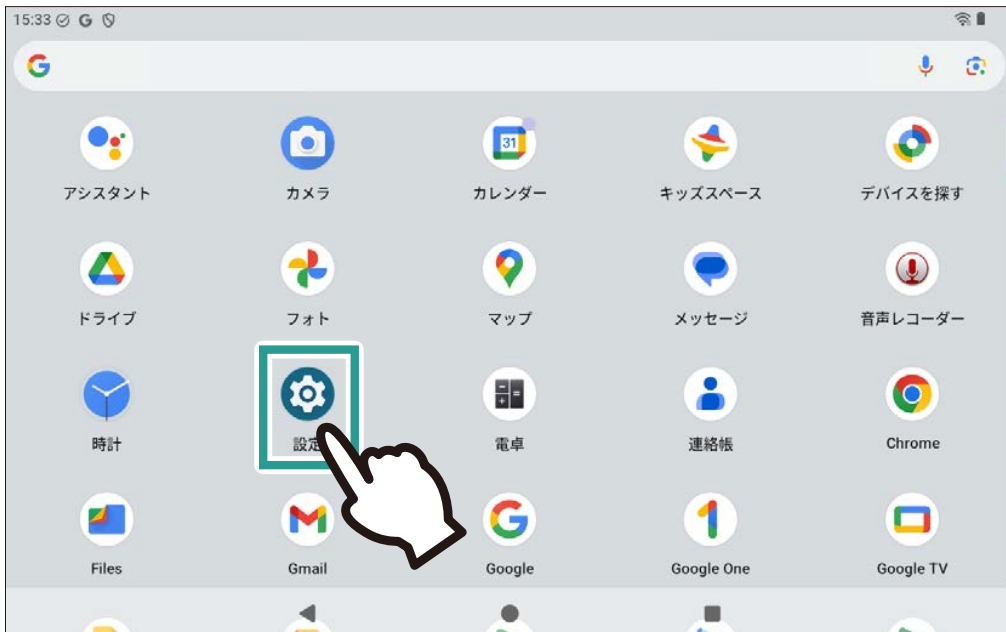 15:33
アシスタント
カメラ
カレンダー
キッズスペース
デバイスを探す
ドライブ
フォト
マップ
メッセージ
音声レコーダー
時計
設定
電卓
連絡帳
Chrome
Files
Gmail
Google
Google One
Google TV